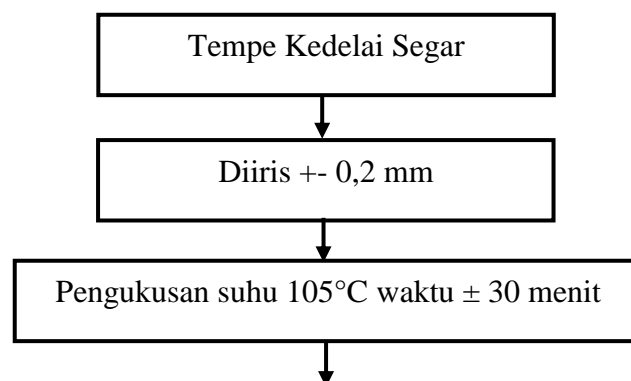 Tempe Kedelai Segar
Diiris +- 0,2 mm
Pengukusan suhu 105°C waktu ± 30 menit